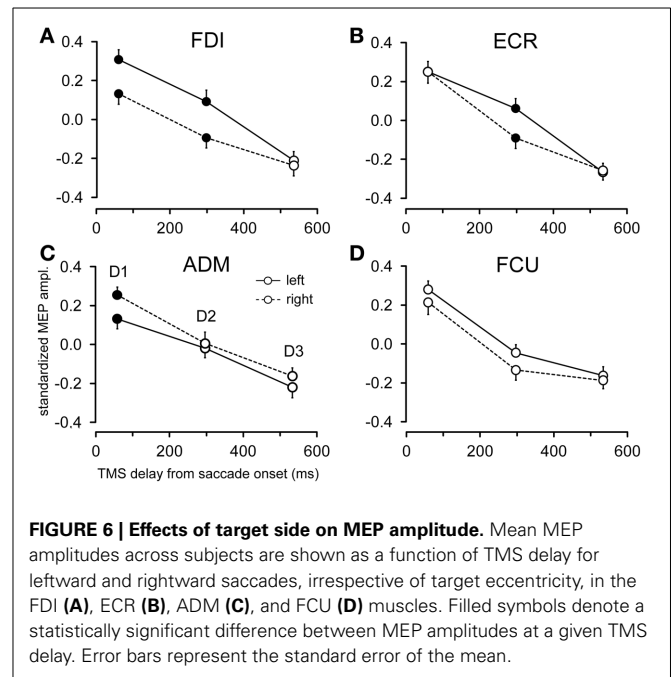 A FDI
0.4
0.2
0.0
-0.2
-0.4
0 200 400 600
B ECR
0.4
0.2
0.0
-0.2
-0.4
0 200 400 600
C ADM
standardized MEP ampl.
0.4
0.2
0.0
-0.2
-0.4
D1
D2
D3
left
right
0 200 400 600
TMS delay from saccade onset (ms)
D FCU
0.4
0.2
0.0
-0.2
-0.4
0 200 400 600
FIGURE 6 | Effects of target side on MEP amplitude. Mean MEP
amplitudes across subjects are shown as a function of TMS delay for
leftward and rightward saccades, irrespective of target eccentricity, in the
FDI (A), ECR (B), ADM (C), and FCU (D) muscles. Filled symbols denote a
statistically significant difference between MEP amplitudes at a given TMS
delay. Error bars represent the standard error of the mean.